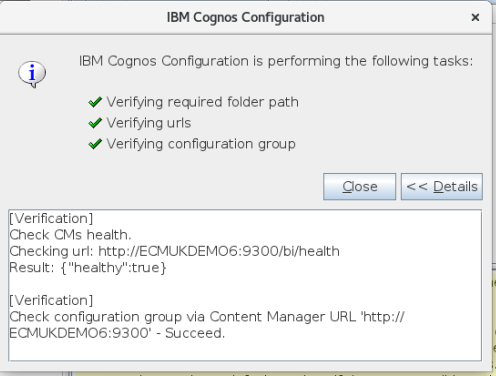 IBM Cognos Configuration
IBM Cognos Configuration is performing the following tasks:
Verifying required folder path
Verifying urls
Verifying configuration group
Close
<< Details
[Verification]
Check CMs health.
Checking url: http://ECMUKDEMO6:9300/bi/health
Result: {"healthy":true}
[Verification]
Check configuration group via Content Manager URL 'http://
ECMUKDEMO6:9300' - Succeed.